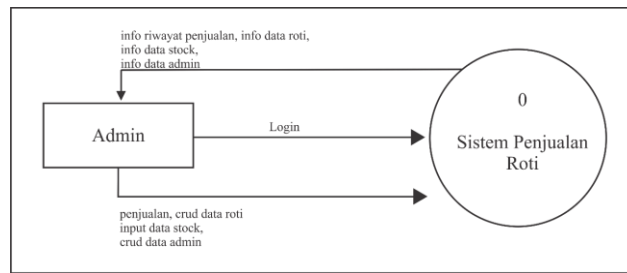 info riwayat penjualan, info data roti,
info data stock,
info data admin
0
Admin
Login
Sistem Penjualan
Roti
penjualan, crud data roti
input data stock,
crud data admin